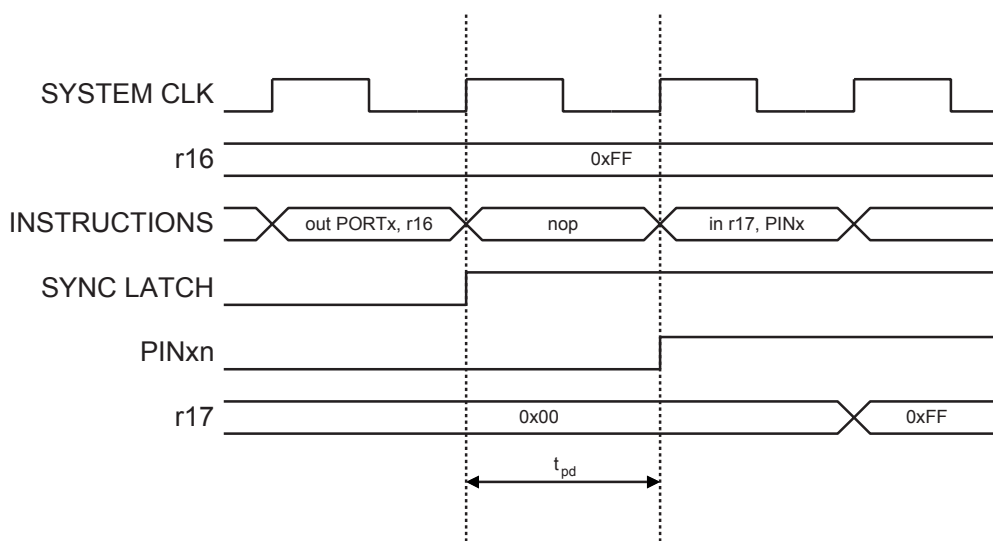 SYSTEM CLK
r16
0xFF
INSTRUCTIONS
out PORTx, r16
nop
in r17, PINx
SYNC LATCH
PINxn
r17
0x00
0xFF
tpd